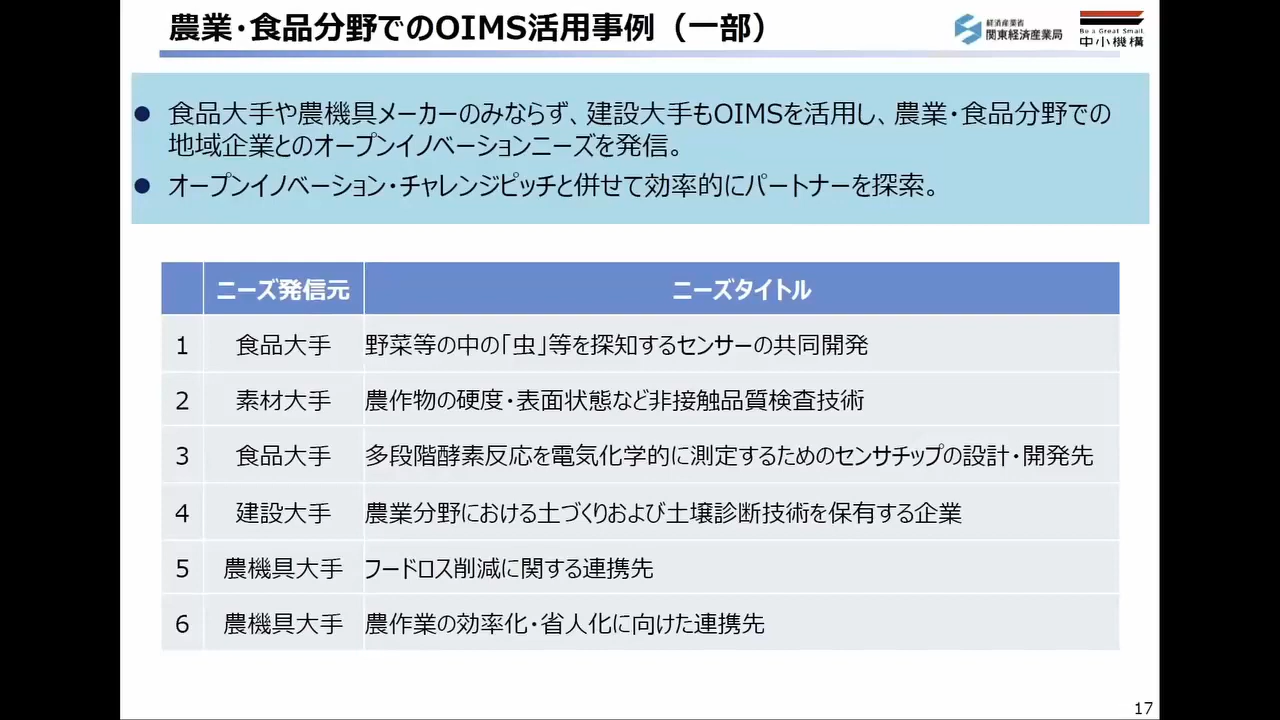 農業・食品分野でのOIMS活用事例（一部）
経済産業省
関東経済産業局
Be a Great Small.
中小機構
● 食品大手や農機具メーカーのみならず、建設大手もOIMSを活用し、農業・食品分野での
地域企業とのオープンイノベーションニーズを発信。
● オープンイノベーション・チャレンジピッチと併せて効率的にパートナーを探索。
ニーズ発信元 ニーズタイトル
1 食品大手 野菜等の中の「虫」等を探知するセンサーの共同開発
2 素材大手 農作物の硬度・表面状態など非接触品質検査技術
3 食品大手 多段階酵素反応を電気化学的に測定するためのセンサチップの設計・開発先
4 建設大手 農業分野における土づくりおよび土壌診断技術を保有する企業
5 農機具大手 フードロス削減に関する連携先
6 農機具大手 農作業の効率化・省人化に向けた連携先
17